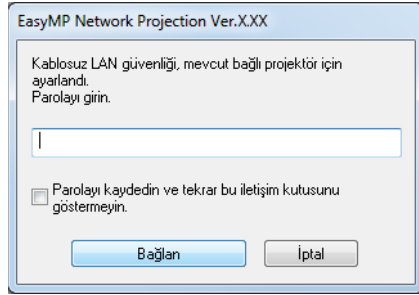 EasyMP Network Projection Ver.X.XX
Kablosuz LAN güvenliği, mevcut bağlı projektör için
ayarlandı.
Parolayı girin.
Parolayı kaydedin ve tekrar bu iletişim kutusunu
göstermeyin.
Bağlan
İptal